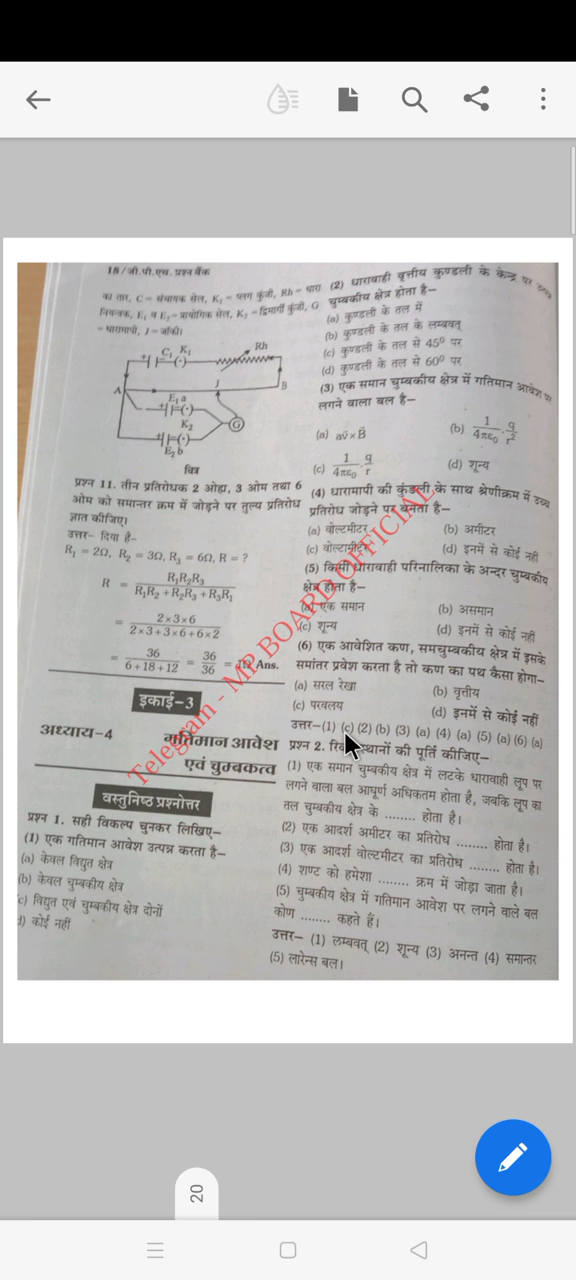 18/जी.पी.एच. प्रश्न बैंक
का तार, C = संचायक सेल, K₁ = प्लग कुंजी, Rh = धारा
नियन्त्रक, E₁ व E₂= प्रायोगिक सेल, K₂ = द्विमार्गी कुंजी, G
= धारामापी, J = जॉकी।
C₁ K₁
Rh
A
J
B
E₁ a
K₂
G
E₂ b
चित्र
प्रश्न 11. तीन प्रतिरोधक 2 ओह्म, 3 ओम तथा 6
ओम को समान्तर क्रम में जोड़ने पर तुल्य प्रतिरोध
ज्ञात कीजिए।
उत्तर– दिया है–
R₁ = 2Ω, R₂ = 3Ω, R₃ = 6Ω, R = ?
R = R₁R₂R₃ / R₁R₂ + R₂R₃ + R₃R₁
= 2×3×6 / 2×3+3×6+6×2
= 36 / 6+18+12 = 36 / 36 = 1Ω Ans.
इकाई–3
अध्याय–4
गतिमान आवेश
एवं चुम्बकत्व
वस्तुनिष्ठ प्रश्नोत्तर
प्रश्न 1. सही विकल्प चुनकर लिखिए–
(1) एक गतिमान आवेश उत्पन्न करता है–
(a) केवल विद्युत क्षेत्र
(b) केवल चुम्बकीय क्षेत्र
c) विद्युत एवं चुम्बकीय क्षेत्र दोनों
) कोई नहीं
(2) धारावाही वृत्तीय कुण्डली के केन्द्र पर
चुम्बकीय क्षेत्र होता है–
(a) कुण्डली के तल में
(b) कुण्डली के तल के लम्बवत्
(c) कुण्डली के तल से 45⁰ पर
(d) कुण्डली के तल से 60⁰ पर
(3) एक समान चुम्बकीय क्षेत्र में गतिमान आवेश पर
लगने वाला बल है–
(a) av⃗×B⃗ (b) 1/4πε₀ . q/r²
(c) 1/4πε₀ . q/r (d) शून्य
(4) धारामापी की कुंडली के साथ श्रेणीक्रम में उच्च
प्रतिरोध जोड़ने पर बनता है–
(a) वोल्टमीटर (b) अमीटर
(c) वोल्टामीटर (d) इनमें से कोई नहीं
(5) किसी धारावाही परिनालिका के अन्दर चुम्बकीय
क्षेत्र होता है–
(a) एक समान (b) असमान
(c) शून्य (d) इनमें से कोई नहीं
(6) एक आवेशित कण, समचुम्बकीय क्षेत्र में इसके
समांतर प्रवेश करता है तो कण का पथ कैसा होगा–
(a) सरल रेखा (b) वृत्तीय
(c) परवलय (d) इनमें से कोई नहीं
उत्तर–(1) (c) (2) (b) (3) (a) (4) (a) (5) (a) (6) (a)
प्रश्न 2. रिक्त स्थानों की पूर्ति कीजिए–
(1) एक समान चुम्बकीय क्षेत्र में लटके धारावाही लूप पर
लगने वाला बल आघूर्ण अधिकतम होता है, जबकि लूप का
तल चुम्बकीय क्षेत्र के ........ होता है।
(2) एक आदर्श अमीटर का प्रतिरोध ........ होता है।
(3) एक आदर्श वोल्टमीटर का प्रतिरोध ........ होता है।
(4) शण्ट को हमेशा ........ क्रम में जोड़ा जाता है।
(5) चुम्बकीय क्षेत्र में गतिमान आवेश पर लगने वाले बल
कोण ........ कहते हैं।
उत्तर– (1) लम्बवत् (2) शून्य (3) अनन्त (4) समान्तर
(5) लारेन्स बल।
Telegram - MP BOARD OFFICIAL
20